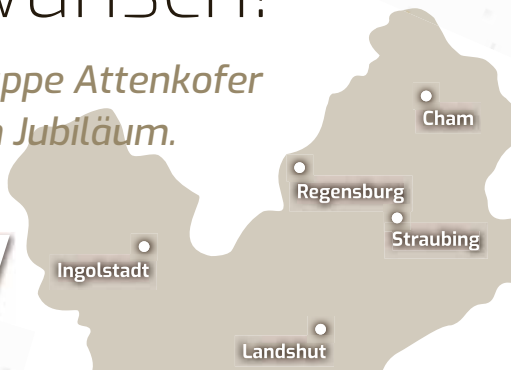 ppe Attenkofer
Jubiläum.
Cham
Regensburg
Straubing
Ingolstadt
Landshut